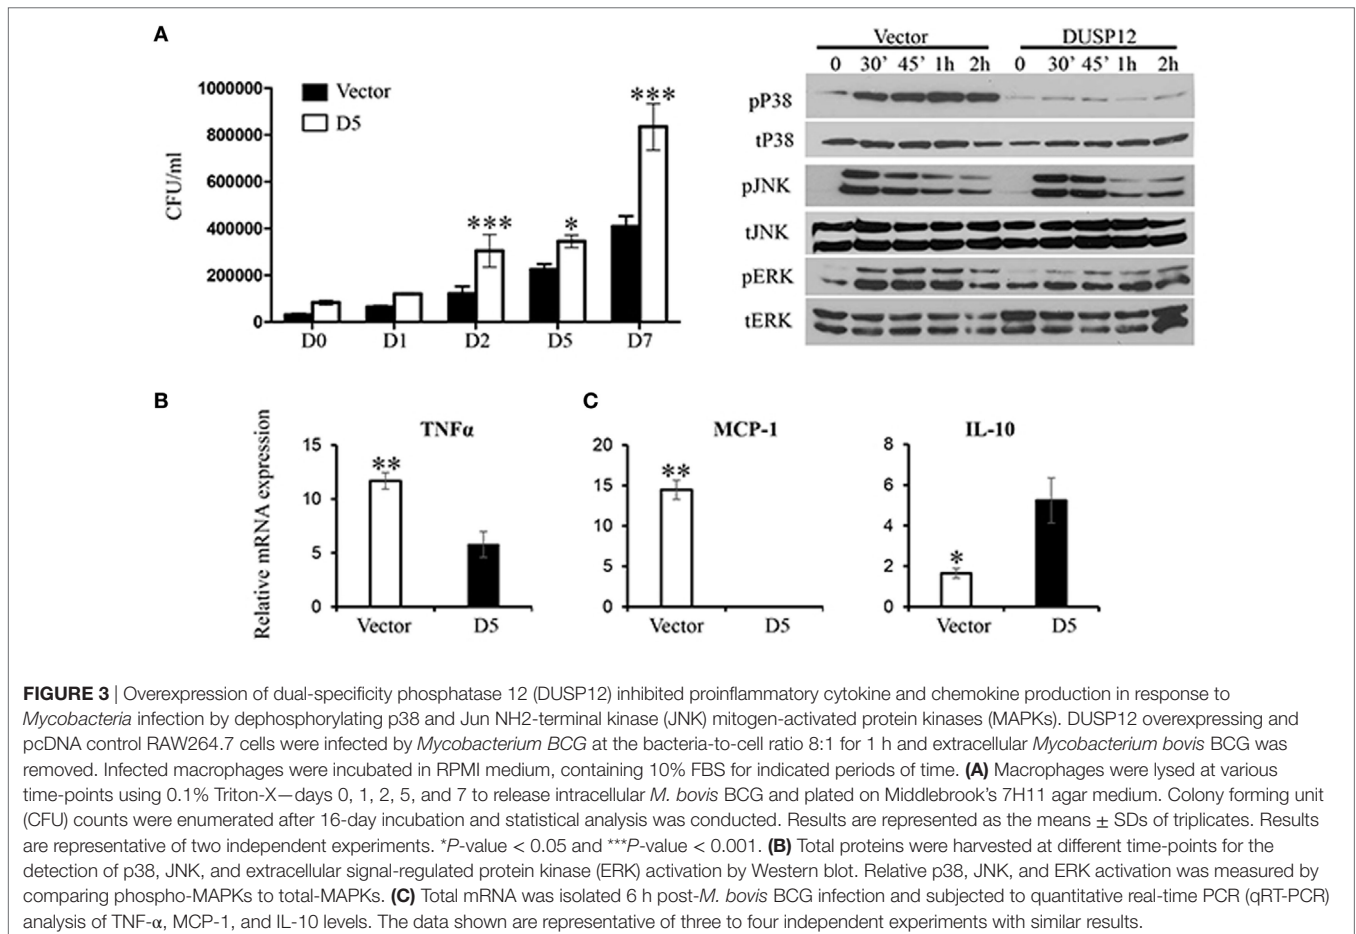 A
1000000
800000
600000
400000
200000
0
CFU/ml
Vector
D5
***
*
***
D0 D1 D2 D5 D7
Vector DUSP12
0 30' 45' 1h 2h 0 30' 45' 1h 2h
pP38
tP38
pJNK
tJNK
pERK
tERK
B
Relative mRNA expression
TNFα
15
10
5
0
**
Vector D5
C
MCP-1
20
15
10
5
0
**
Vector D5
IL-10
8
6
4
2
0
*
Vector D5
FIGURE 3 | Overexpression of dual-specificity phosphatase 12 (DUSP12) inhibited proinflammatory cytokine and chemokine production in response to
Mycobacteria infection by dephosphorylating p38 and Jun NH2-terminal kinase (JNK) mitogen-activated protein kinases (MAPKs). DUSP12 overexpressing and
pcDNA control RAW264.7 cells were infected by Mycobacterium BCG at the bacteria-to-cell ratio 8:1 for 1 h and extracellular Mycobacterium bovis BCG was
removed. Infected macrophages were incubated in RPMI medium, containing 10% FBS for indicated periods of time. (A) Macrophages were lysed at various
time-points using 0.1% Triton-X—days 0, 1, 2, 5, and 7 to release intracellular M. bovis BCG and plated on Middlebrook's 7H11 agar medium. Colony forming unit
(CFU) counts were enumerated after 16-day incubation and statistical analysis was conducted. Results are represented as the means ± SDs of triplicates. Results
are representative of two independent experiments. *P-value < 0.05 and ***P-value < 0.001. (B) Total proteins were harvested at different time-points for the
detection of p38, JNK, and extracellular signal-regulated protein kinase (ERK) activation by Western blot. Relative p38, JNK, and ERK activation was measured by
comparing phospho-MAPKs to total-MAPKs. (C) Total mRNA was isolated 6 h post-M. bovis BCG infection and subjected to quantitative real-time PCR (qRT-PCR)
analysis of TNF-α, MCP-1, and IL-10 levels. The data shown are representative of three to four independent experiments with similar results.